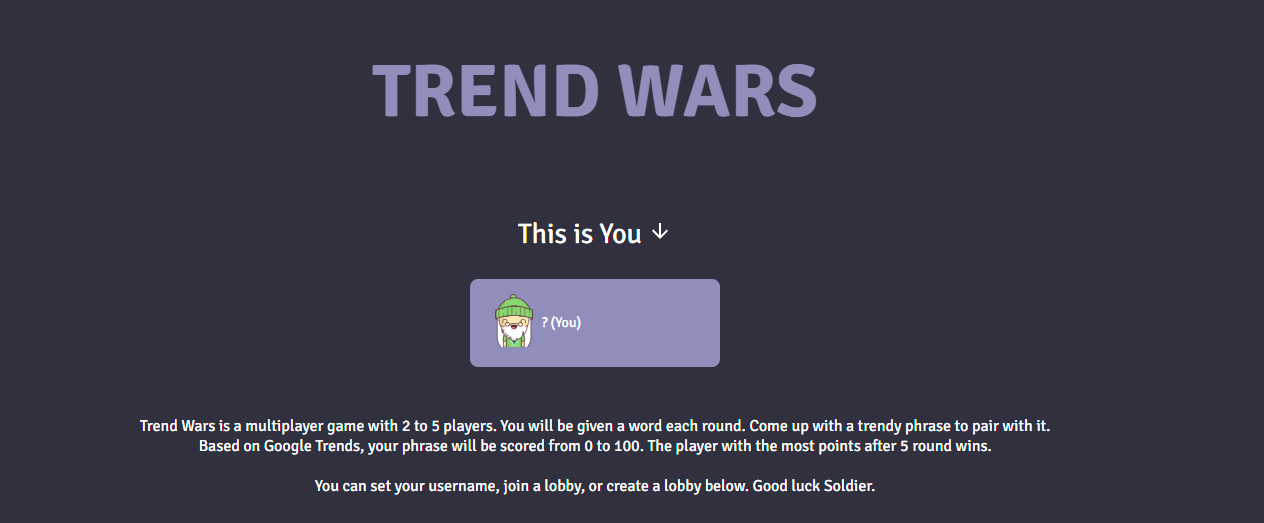 TREND WARS
This is You ↓
? (You)
Trend Wars is a multiplayer game with 2 to 5 players. You will be given a word each round. Come up with a trendy phrase to pair with it.
Based on Google Trends, your phrase will be scored from 0 to 100. The player with the most points after 5 round wins.
You can set your username, join a lobby, or create a lobby below. Good luck Soldier.